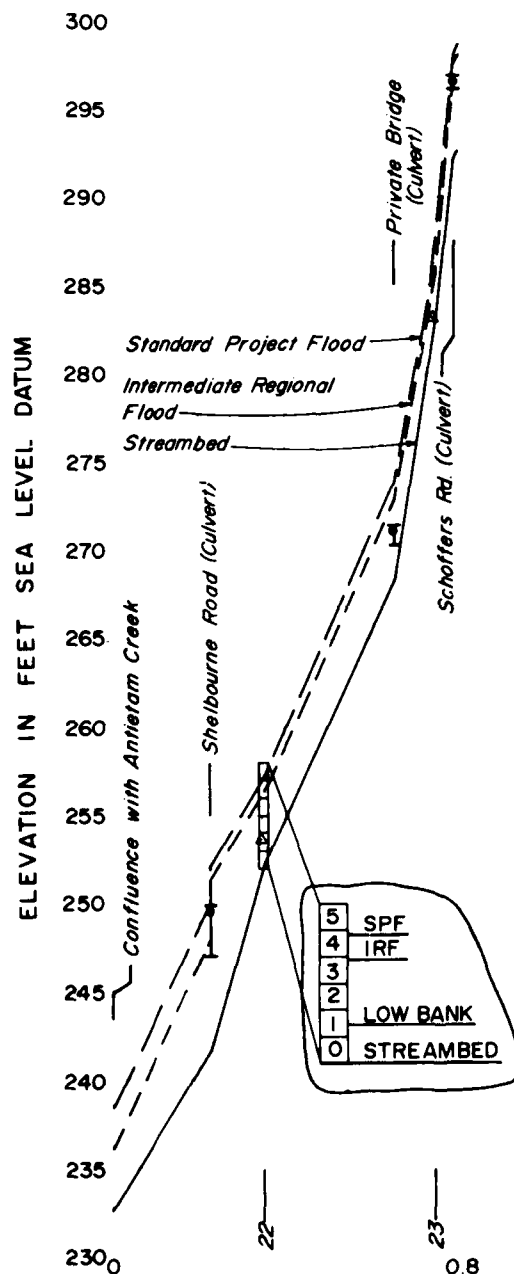 300
295
290
285
280
275
270
265
260
255
250
245
240
235
230
ELEVATION IN FEET SEA LEVEL DATUM
Private Bridge
(Culvert)
Standard Project Flood
Intermediate Regional
Flood
Streambed
Schoffers Rd. (Culvert)
Shelbourne Road (Culvert)
Confluence with Antietam Creek
5 SPF
4 IRF
3
2
1 LOW BANK
0 STREAMBED
22
23
0
0.8